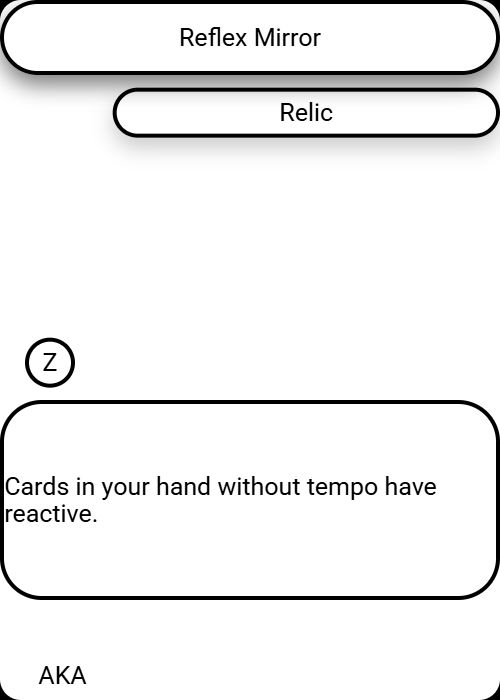 Reflex Mirror
Relic
Z
Cards in your hand without tempo have
reactive.
AKA